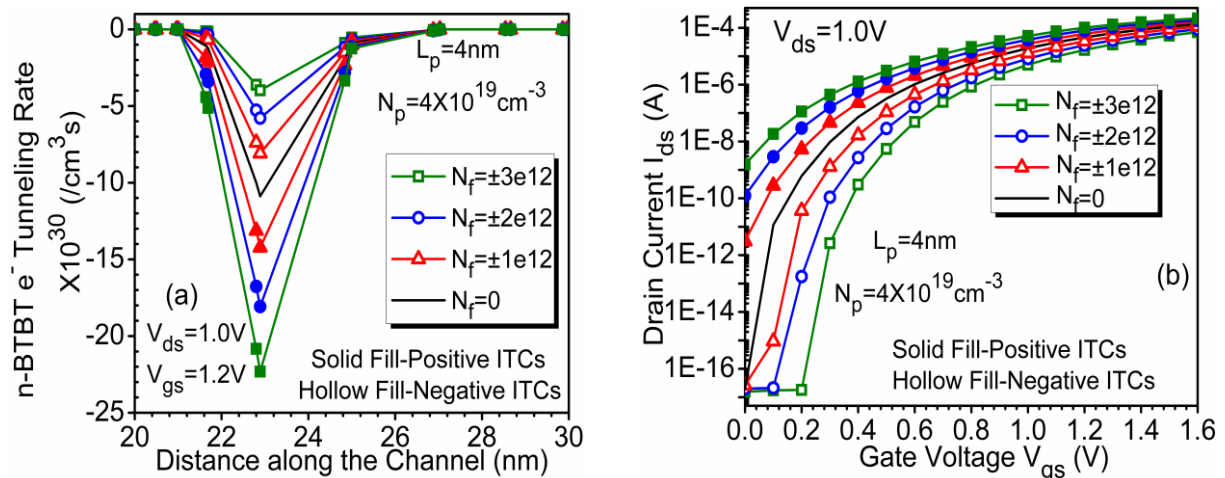 n-BTBT e⁻ Tunneling Rate
X10³⁰ (/cm³s)
0
-5
-10
-15
-20
-25
L_p=4nm
N_p=4X10¹⁹cm⁻³
N_f=±3e12
N_f=±2e12
N_f=±1e12
N_f=0
(a)
V_ds=1.0V
V_gs=1.2V
Solid Fill-Positive ITCs
Hollow Fill-Negative ITCs
20 22 24 26 28 30
Distance along the Channel (nm)
Drain Current I_ds (A)
1E-4
1E-6
1E-8
1E-10
1E-12
1E-14
1E-16
V_ds=1.0V
N_f=±3e12
N_f=±2e12
N_f=±1e12
N_f=0
L_p=4nm
N_p=4X10¹⁹cm⁻³
(b)
Solid Fill-Positive ITCs
Hollow Fill-Negative ITCs
0.0 0.2 0.4 0.6 0.8 1.0 1.2 1.4 1.6
Gate Voltage V_gs (V)